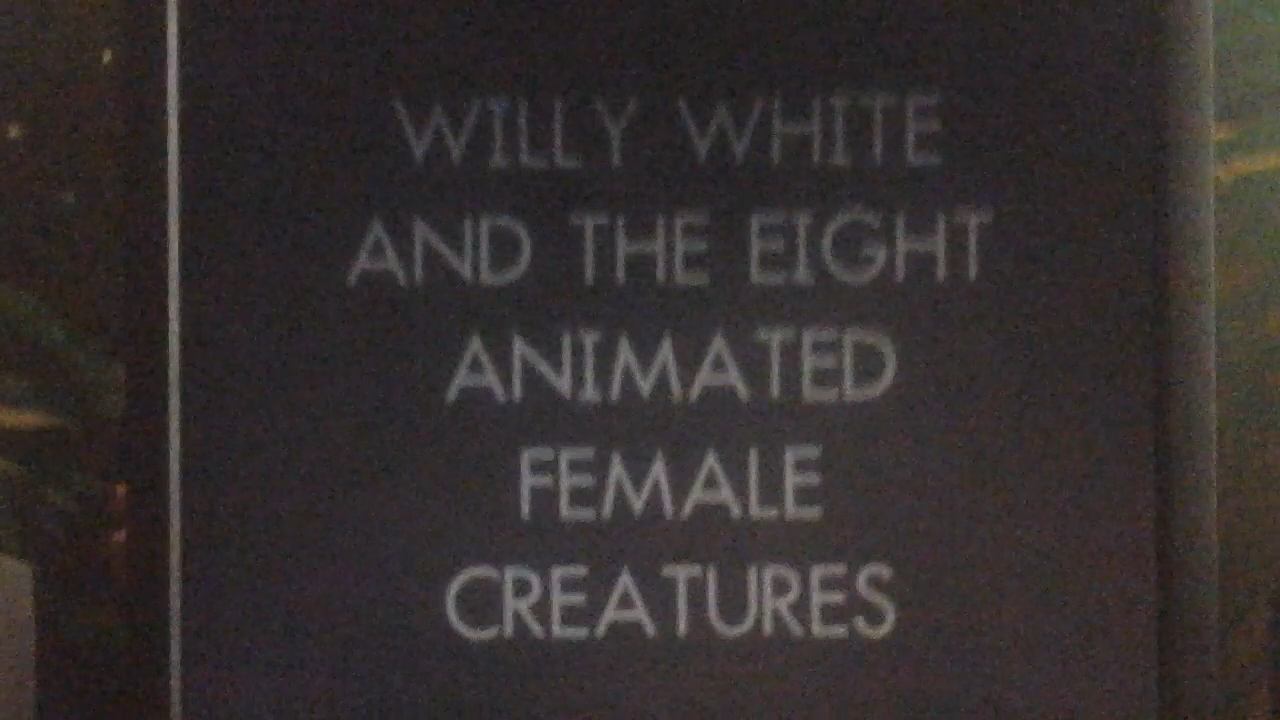 WILLY WHITE
AND THE EIGHT
ANIMATED
FEMALE
CREATURES